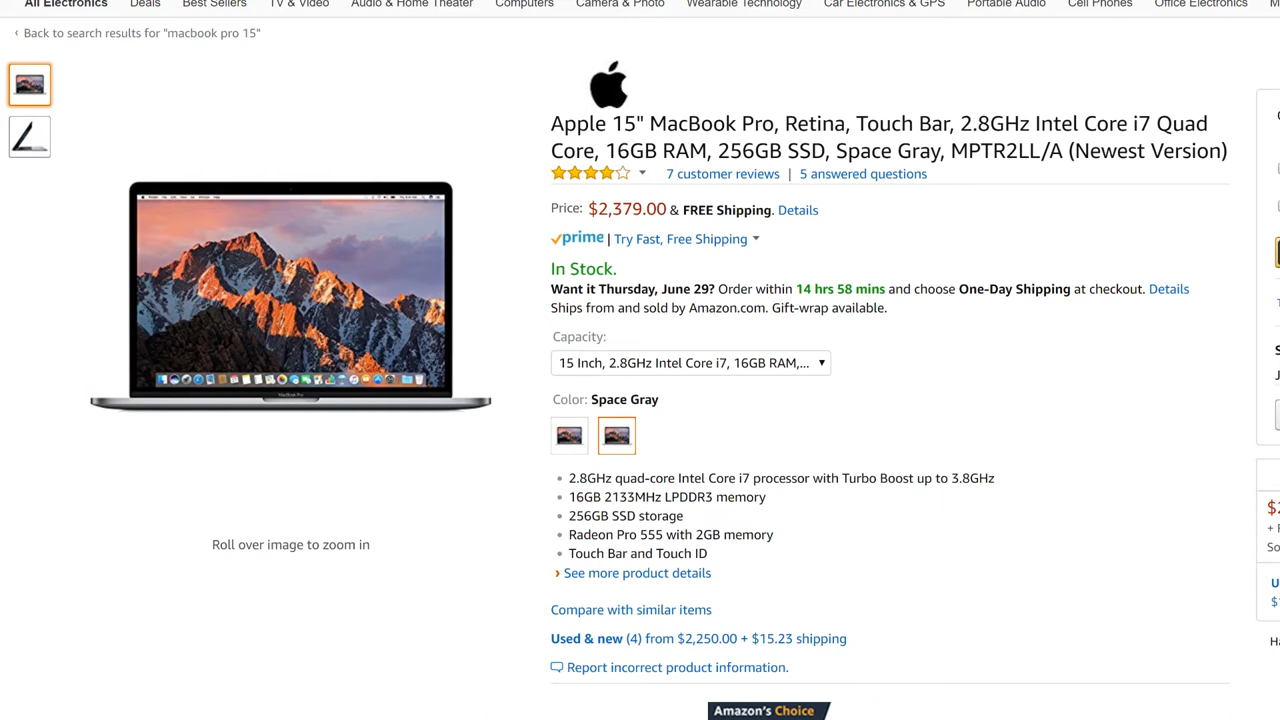 All Electronics Deals Best Sellers TV & Video Audio & Home Theater Computers Camera & Photo Wearable Technology Car Electronics & GPS Portable Audio Cell Phones Office Electronics
‹ Back to search results for "macbook pro 15"
Apple 15" MacBook Pro, Retina, Touch Bar, 2.8GHz Intel Core i7 Quad
Core, 16GB RAM, 256GB SSD, Space Gray, MPTR2LL/A (Newest Version)
7 customer reviews | 5 answered questions
Price: $2,379.00 & FREE Shipping. Details
prime | Try Fast, Free Shipping
In Stock.
Want it Thursday, June 29? Order within 14 hrs 58 mins and choose One-Day Shipping at checkout. Details
Ships from and sold by Amazon.com. Gift-wrap available.
Capacity:
15 Inch, 2.8GHz Intel Core i7, 16GB RAM,...
Color: Space Gray
MacBook Pro
• 2.8GHz quad-core Intel Core i7 processor with Turbo Boost up to 3.8GHz
• 16GB 2133MHz LPDDR3 memory
• 256GB SSD storage
• Radeon Pro 555 with 2GB memory
• Touch Bar and Touch ID
› See more product details
Roll over image to zoom in
Compare with similar items
Used & new (4) from $2,250.00 + $15.23 shipping
Report incorrect product information.
Amazon's Choice